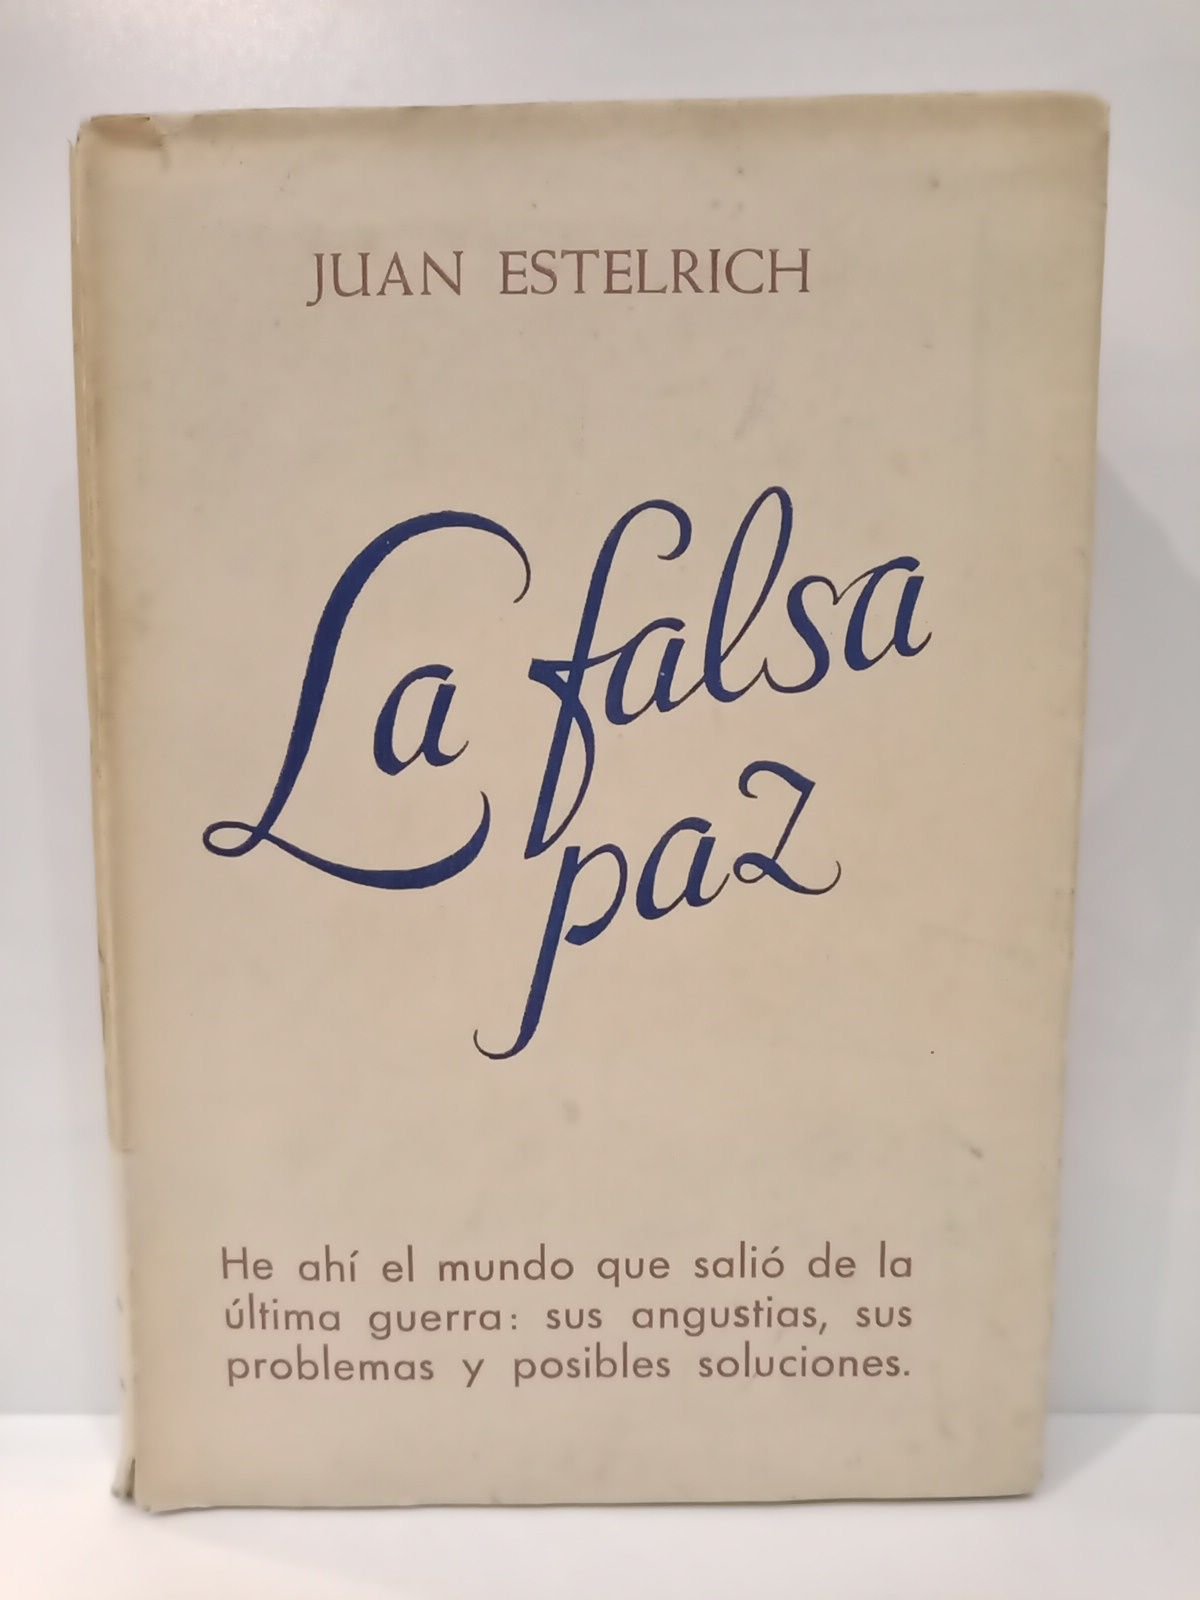 JUAN ESTELRICH
La falsa
paz
He ahí el mundo que salió de la
última guerra: sus angustias, sus
problemas y posibles soluciones.